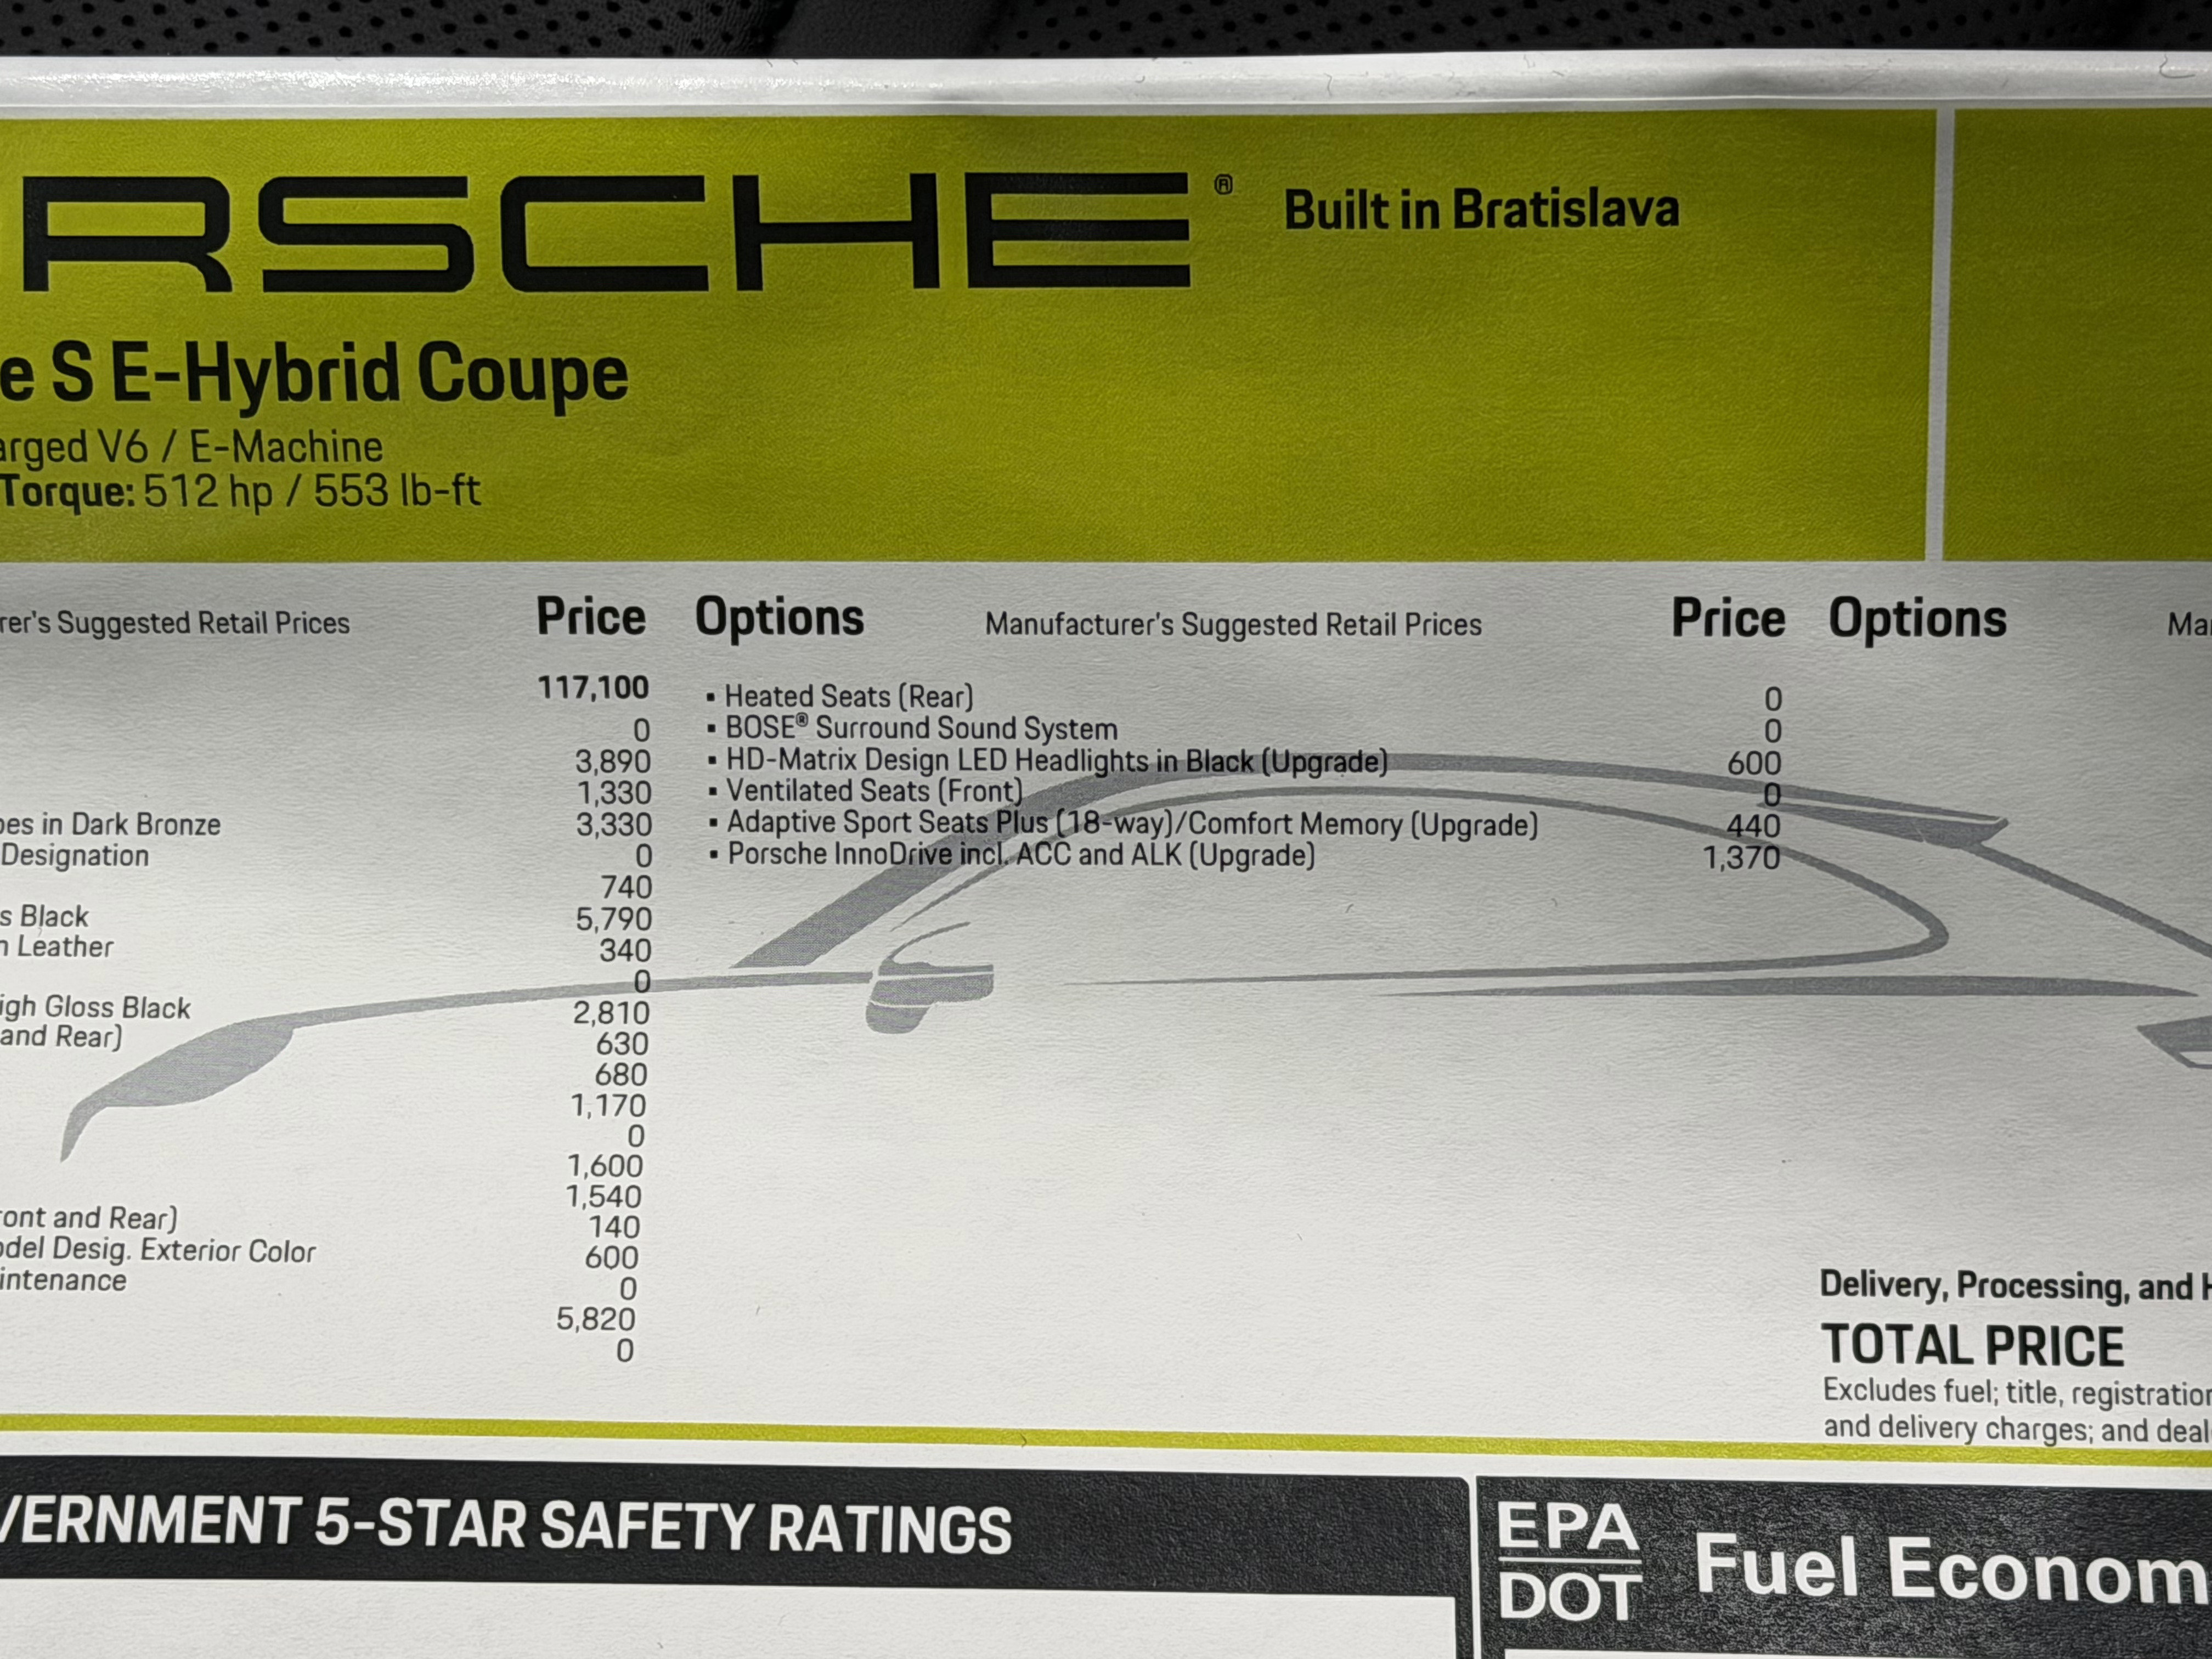 RSCHE® Built in Bratislava
e S E-Hybrid Coupe
arged V6 / E-Machine
Torque: 512 hp / 553 lb-ft
rer's Suggested Retail Prices Price
117,100
0
3,890
1,330
es in Dark Bronze 3,330
Designation 0
740
s Black 5,790
n Leather 340
0
igh Gloss Black 2,810
and Rear) 630
680
1,170
0
1,600
1,540
ront and Rear) 140
odel Desig. Exterior Color 600
intenance 0
5,820
0
Options Manufacturer's Suggested Retail Prices Price
▪ Heated Seats (Rear) 0
▪ BOSE® Surround Sound System 0
▪ HD-Matrix Design LED Headlights in Black (Upgrade) 600
▪ Ventilated Seats (Front) 0
▪ Adaptive Sport Seats Plus (18-way)/Comfort Memory (Upgrade) 440
▪ Porsche InnoDrive incl. ACC and ALK (Upgrade) 1,370
Options Ma
Delivery, Processing, and H
TOTAL PRICE
Excludes fuel; title, registration
and delivery charges; and deal
VERNMENT 5-STAR SAFETY RATINGS
EPA
DOT
Fuel Econom